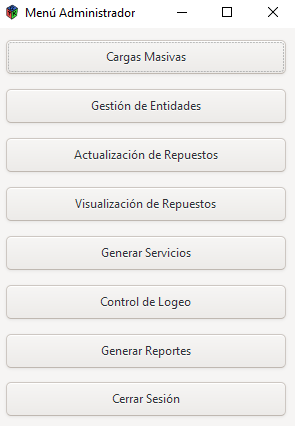 Menú Administrador
Cargas Masivas
Gestión de Entidades
Actualización de Repuestos
Visualización de Repuestos
Generar Servicios
Control de Logeo
Generar Reportes
Cerrar Sesión